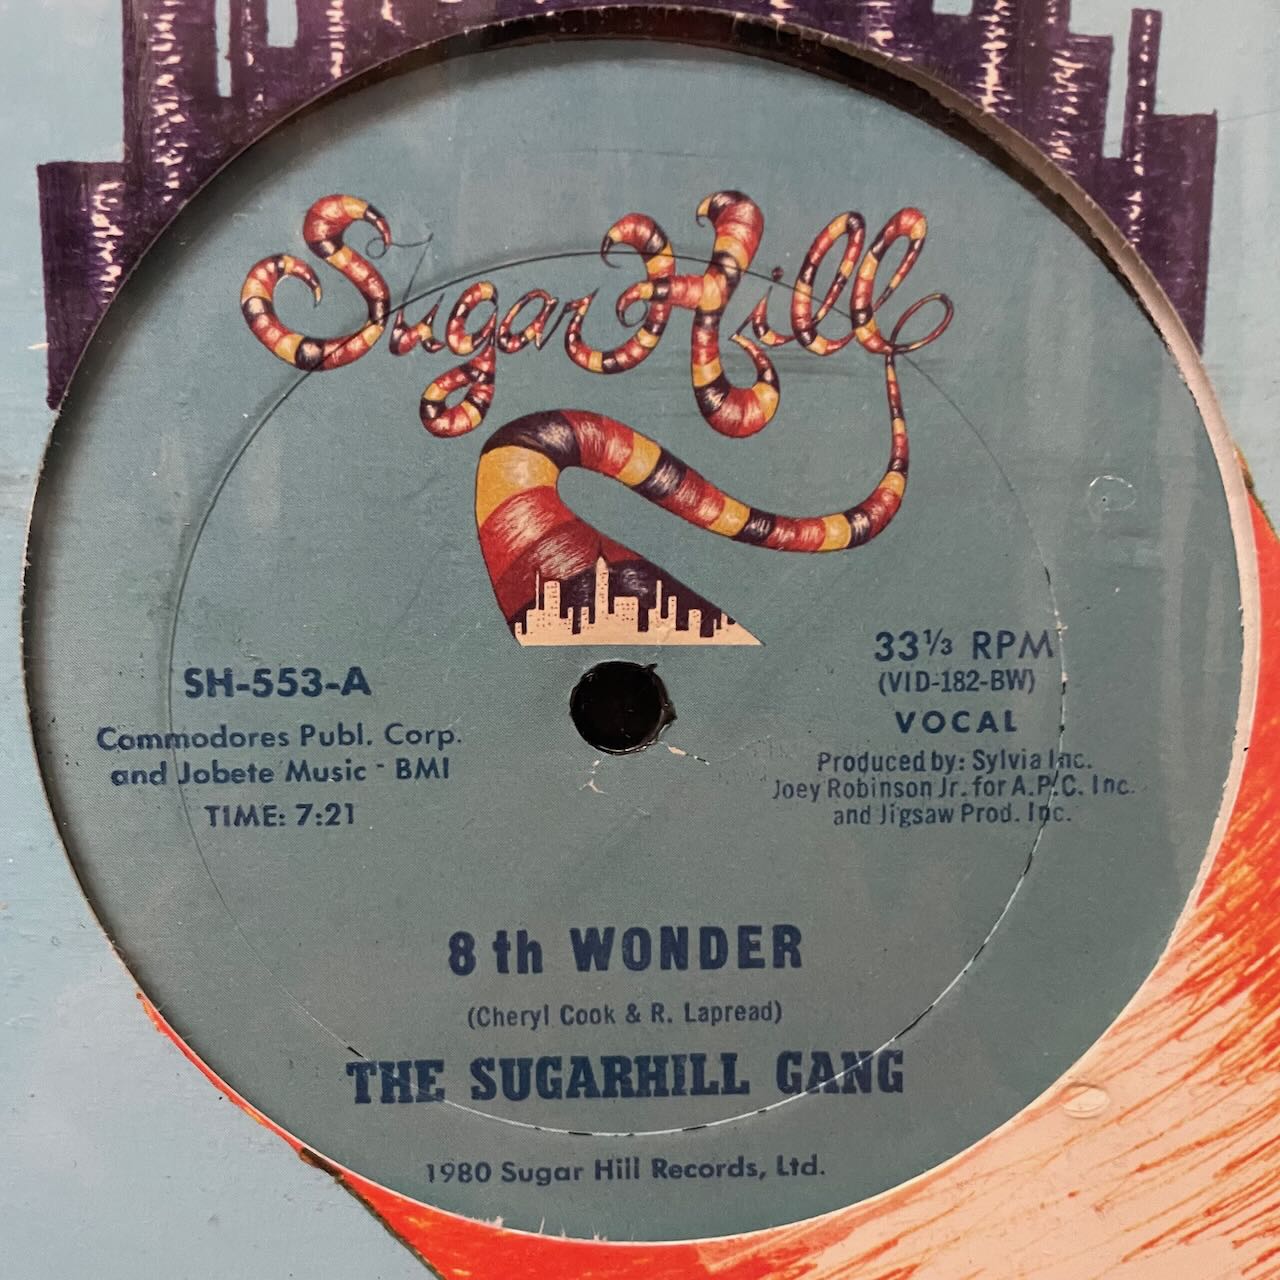 Sugar Hill
SH-553-A
Commodores Publ. Corp.
and Jobete Music - BMI
TIME: 7:21
33 1/3 RPM
(VID-182-BW)
VOCAL
Produced by: Sylvia Inc.
Joey Robinson Jr. for A.P.C. Inc.
and Jigsaw Prod. Inc.
8 th WONDER
(Cheryl Cook & R. Lapread)
THE SUGARHILL GANG
1980 Sugar Hill Records, Ltd.